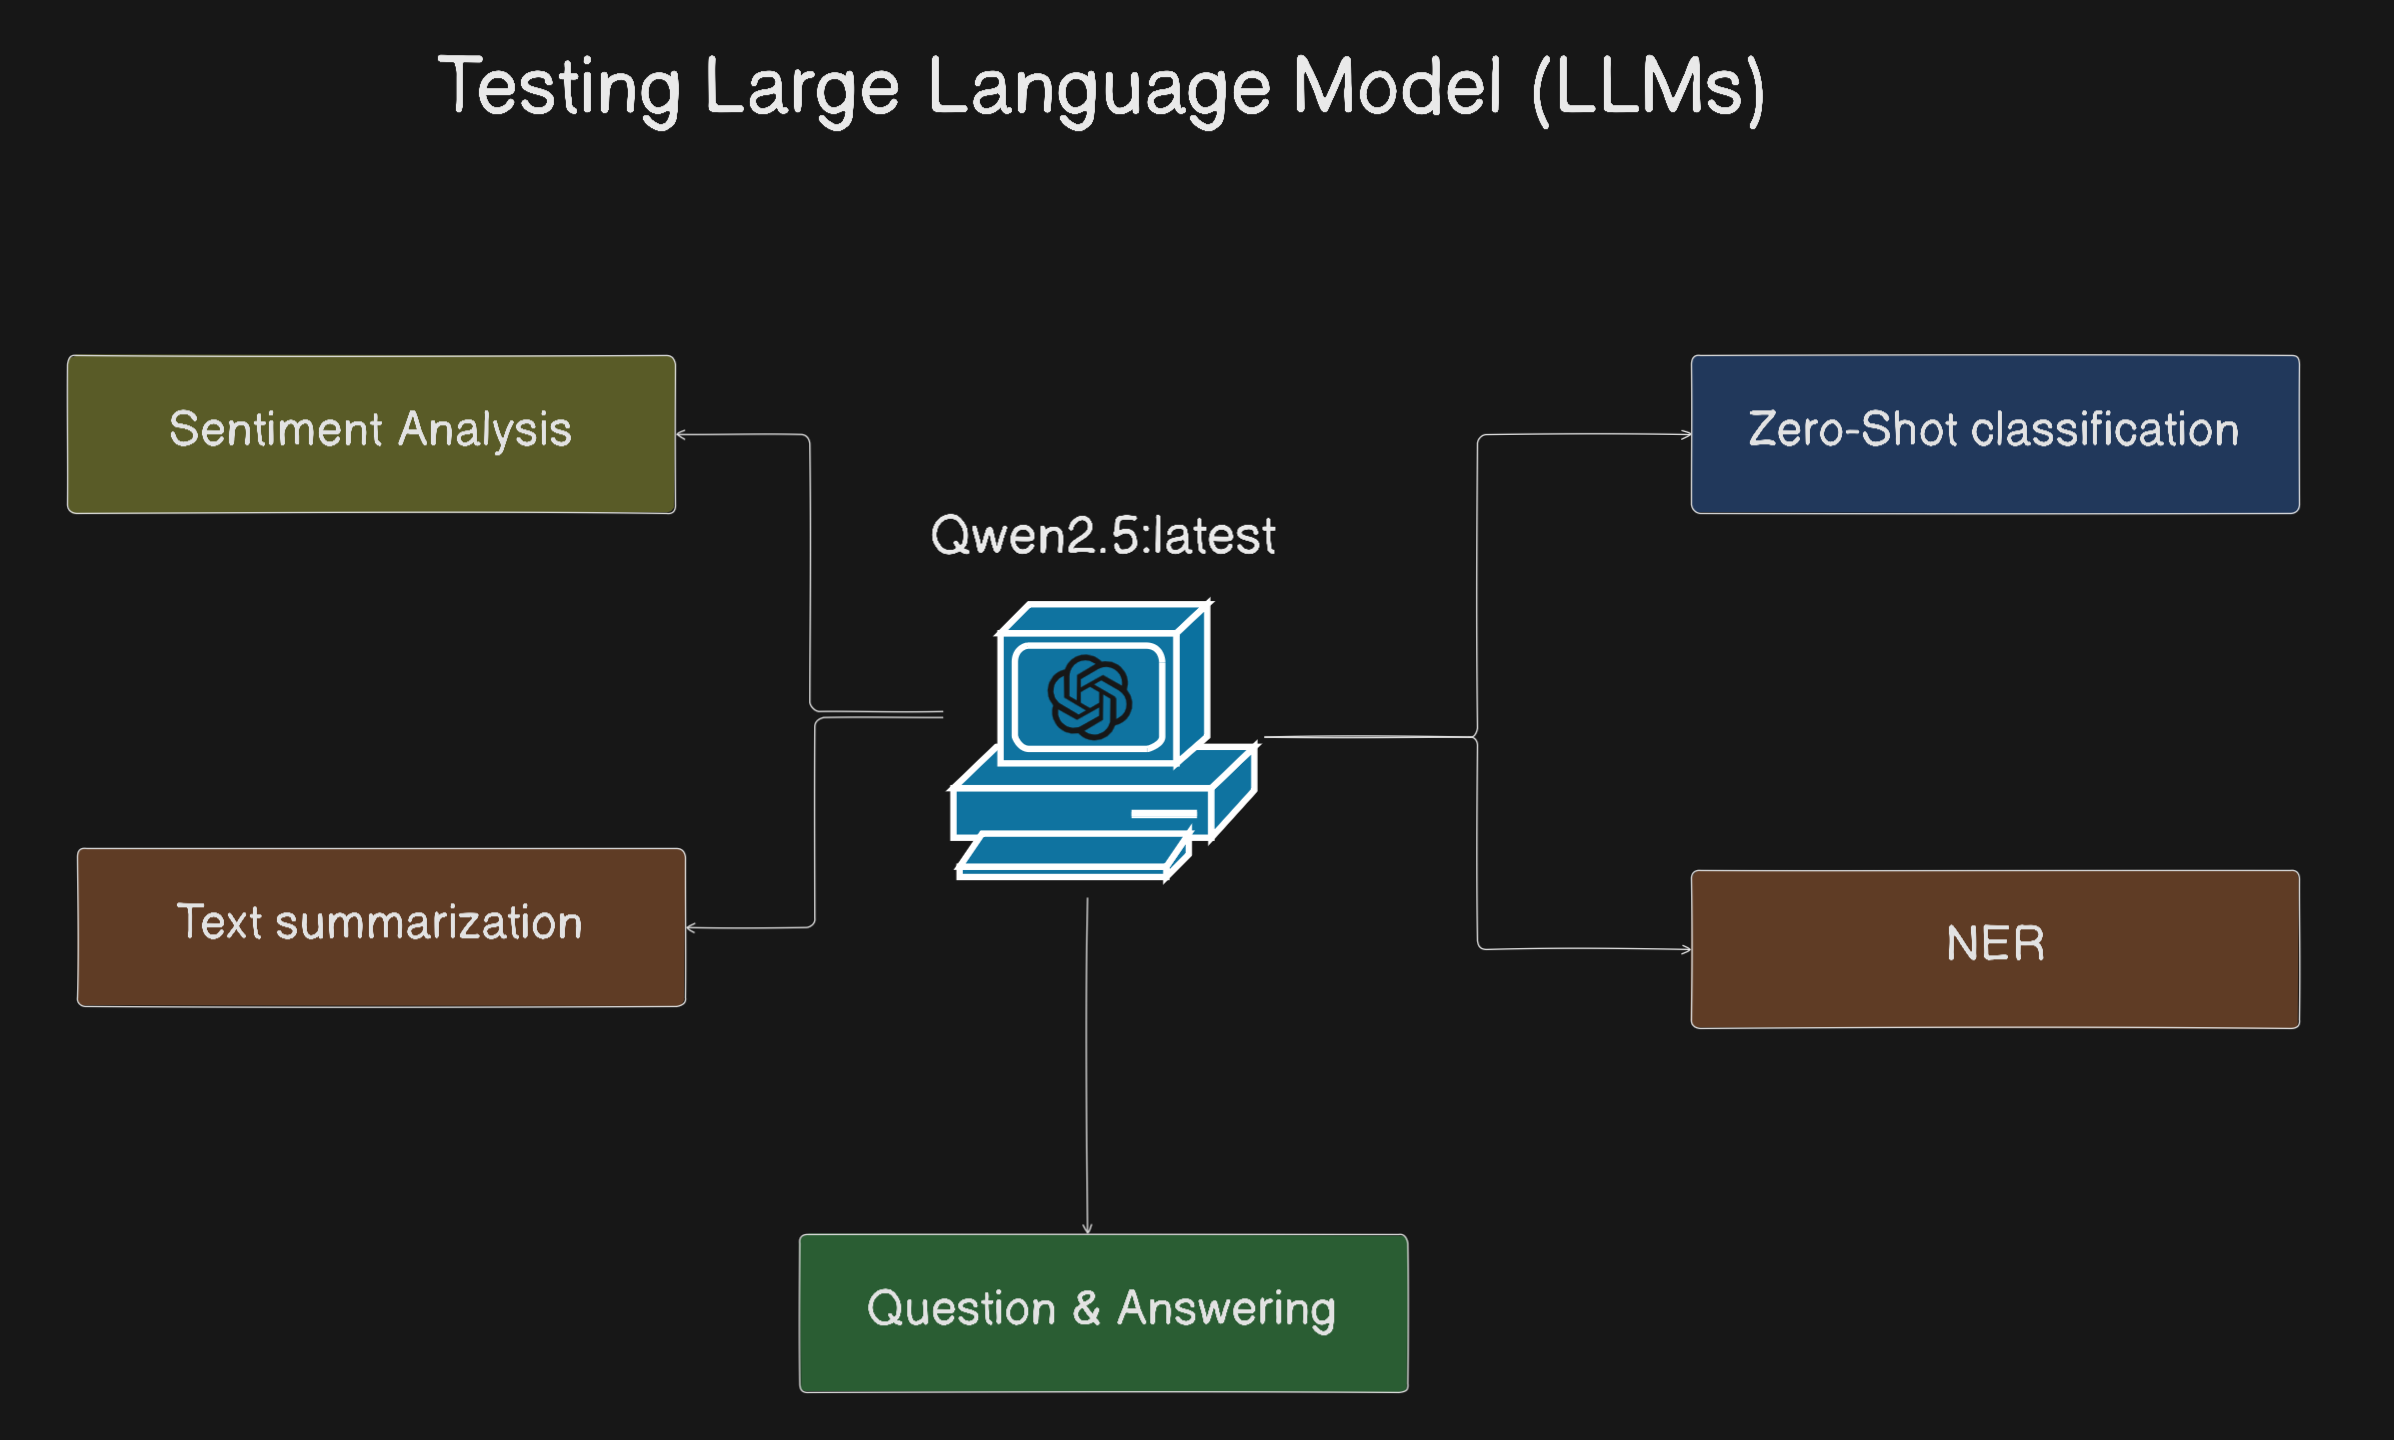 Testing Large Language Model (LLMs)
Sentiment Analysis
Zero-Shot classification
Qwen2.5:latest
Text summarization
NER
Question & Answering